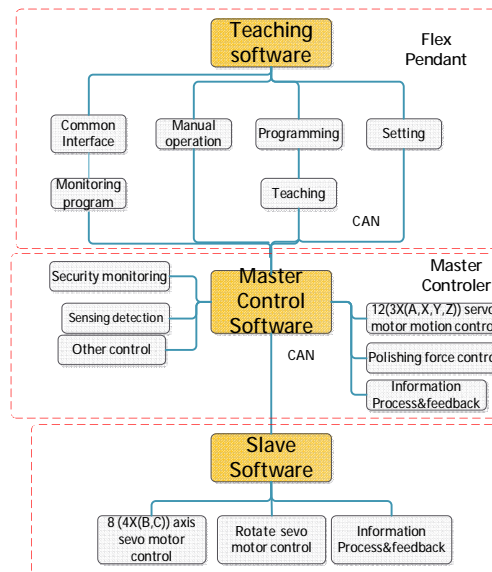 Teaching
software
Flex
Pendant
Common
Interface
Manual
operation
Programming
Setting
Monitoring
program
Teaching
CAN
Master
Controler
Security monitoring
Sensing detection
Other control
Master
Control
Software
12(3X(A,X,Y,Z)) servo
motor motion contro
Polishing force contro
Information
Process&feedback
CAN
Slave
Software
8 (4X(B,C)) axis
sevo motor
control
Rotate sevo
motor control
Information
Process&feedback